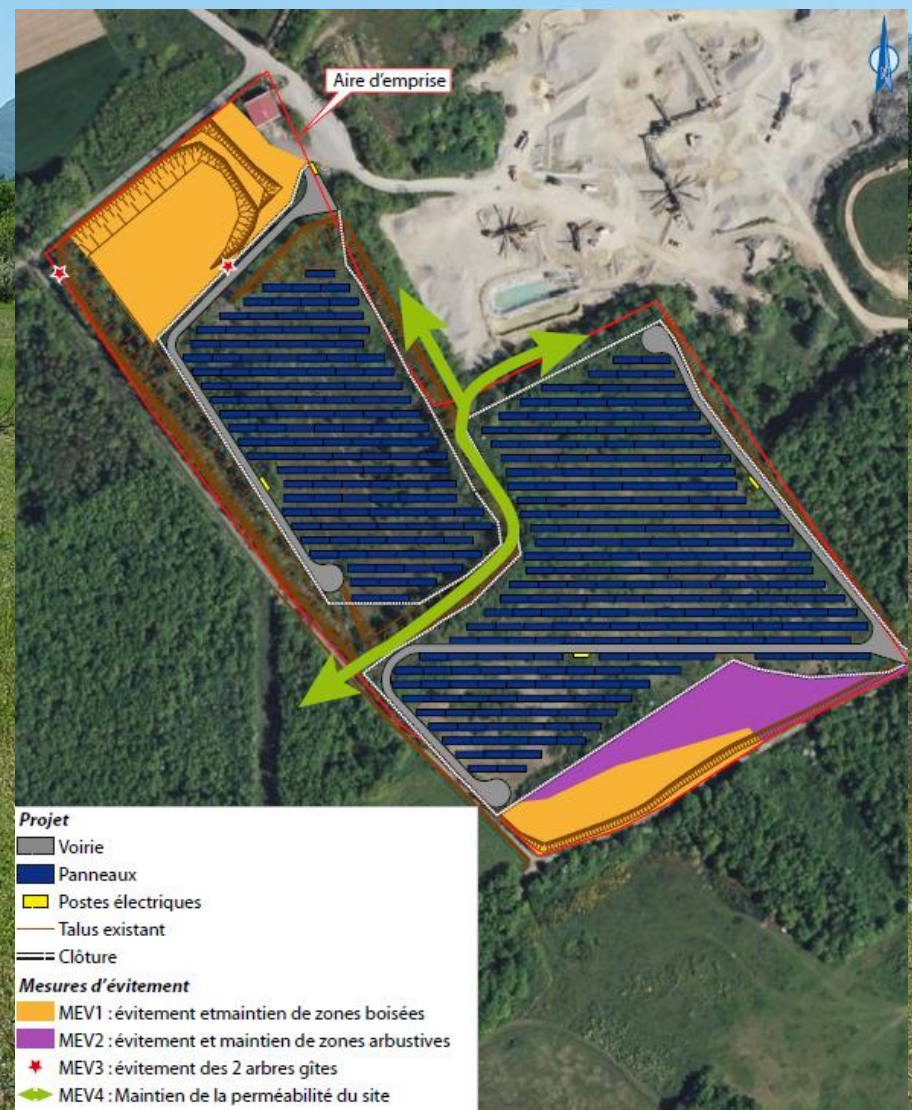 Aire d'emprise
N
Projet
Voirie
Panneaux
Postes électriques
Talus existant
Clôture
Mesures d'évitement
MEV1 : évitement etmaintien de zones boisées
MEV2 : évitement et maintien de zones arbustives
MEV3 : évitement des 2 arbres gîtes
MEV4 : Maintien de la perméabilité du site